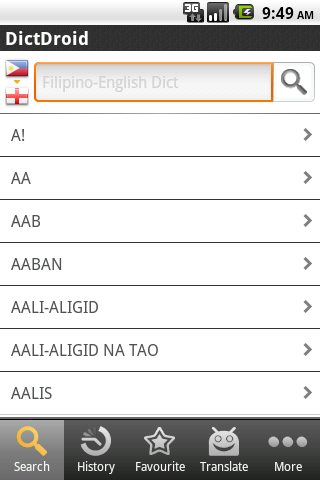 3G 9:49 AM
DictDroid
Filipino-English Dict
A!
AA
AAB
AABAN
AALI-ALIGID
AALI-ALIGID NA TAO
AALIS
Search History Favourite Translate More